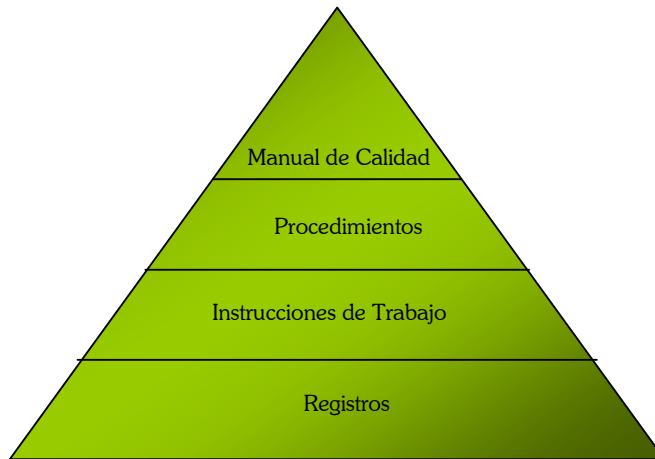 Manual de Calidad
Procedimientos
Instrucciones de Trabajo
Registros